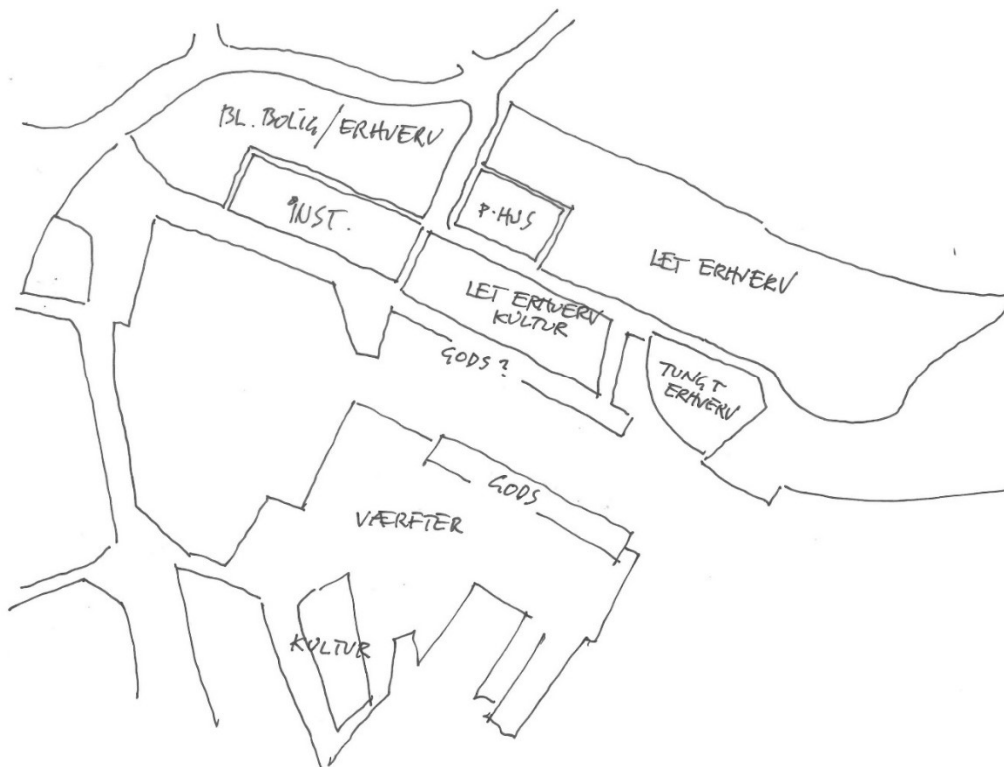 BL. BOLIG/ERHVERV
INST.
P-HUS
LET ERHVERV
LET ERHVERV
KULTUR
GODS?
TUNGT
ERHVERV
GODS
VÆRFTER
KULTUR